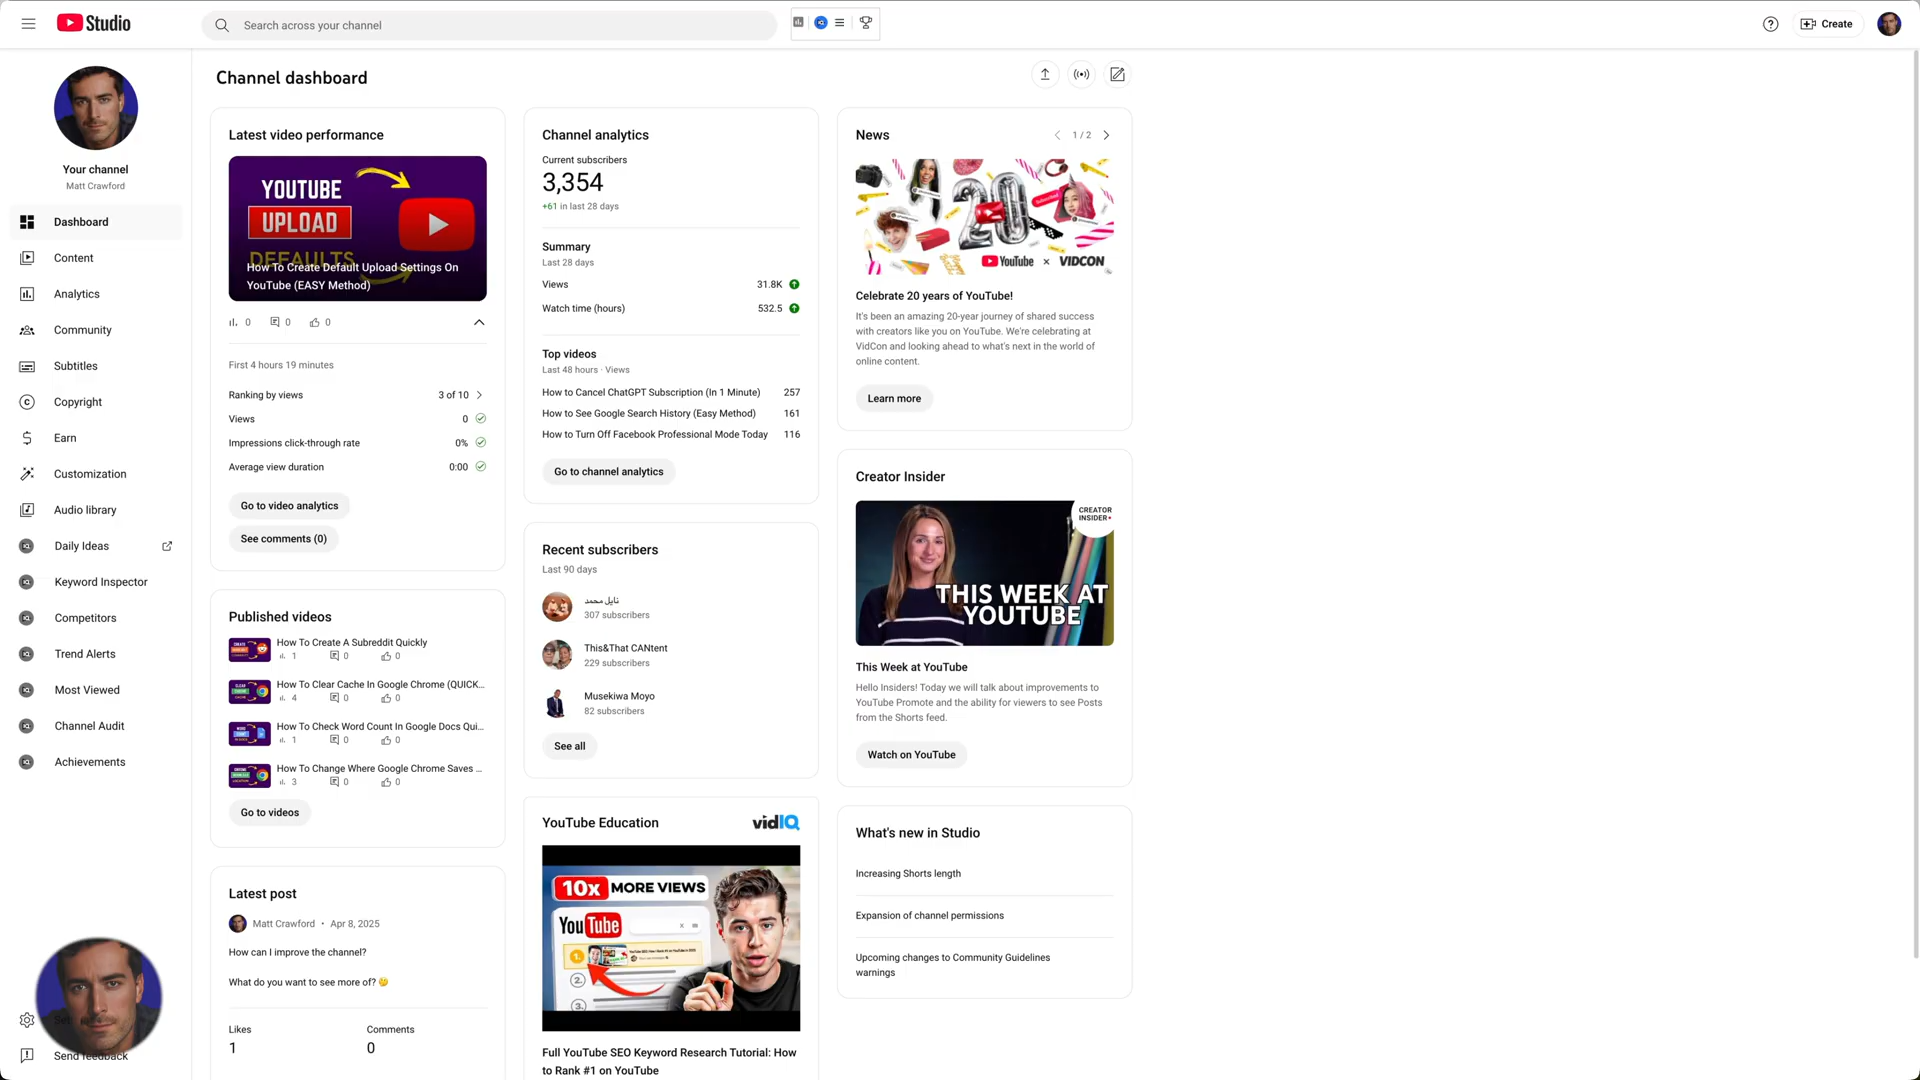 Studio
Search across your channel
Create
Your channel
Matt Crawford
Dashboard
Content
Analytics
Community
Subtitles
Copyright
Earn
Customization
Audio library
Daily Ideas
Keyword Inspector
Competitors
Trend Alerts
Most Viewed
Channel Audit
Achievements
Send feedback
Channel dashboard
Latest video performance
YOUTUBE
UPLOAD
DEFAULTS
How To Create Default Upload Settings On
YouTube (EASY Method)
0
0
0
First 4 hours 19 minutes
Ranking by views 3 of 10
Views 0
Impressions click-through rate 0%
Average view duration 0:00
Go to video analytics
See comments (0)
Published videos
How To Create A Subreddit Quickly
1 0 0
How To Clear Cache In Google Chrome (QUICK...
4 0 0
How To Check Word Count In Google Docs Qui...
1 0 0
How To Change Where Google Chrome Saves ...
3 0 0
Go to videos
Latest post
Matt Crawford • Apr 8, 2025
How can I improve the channel?
What do you want to see more of? 🤔
Likes Comments
1 0
Channel analytics
Current subscribers
3,354
+61 in last 28 days
Summary
Last 28 days
Views 31.8K
Watch time (hours) 532.5
Top videos
Last 48 hours · Views
How to Cancel ChatGPT Subscription (In 1 Minute) 257
How to See Google Search History (Easy Method) 161
How to Turn Off Facebook Professional Mode Today 116
Go to channel analytics
Recent subscribers
Last 90 days
307 subscribers
This&That CANtent
229 subscribers
Musekiwa Moyo
82 subscribers
See all
YouTube Education
vidIQ
10x MORE VIEWS
YouTube
1.
2.
3.
Full YouTube SEO Keyword Research Tutorial: How
to Rank #1 on YouTube
News
1 / 2
20
YouTube × VIDCON
Celebrate 20 years of YouTube!
It's been an amazing 20-year journey of shared success
with creators like you on YouTube. We're celebrating at
VidCon and looking ahead to what's next in the world of
online content.
Learn more
Creator Insider
CREATOR
INSIDER
THIS WEEK AT
YOUTUBE
This Week at YouTube
Hello Insiders! Today we will talk about improvements to
YouTube Promote and the ability for viewers to see Posts
from the Shorts feed.
Watch on YouTube
What's new in Studio
Increasing Shorts length
Expansion of channel permissions
Upcoming changes to Community Guidelines
warnings